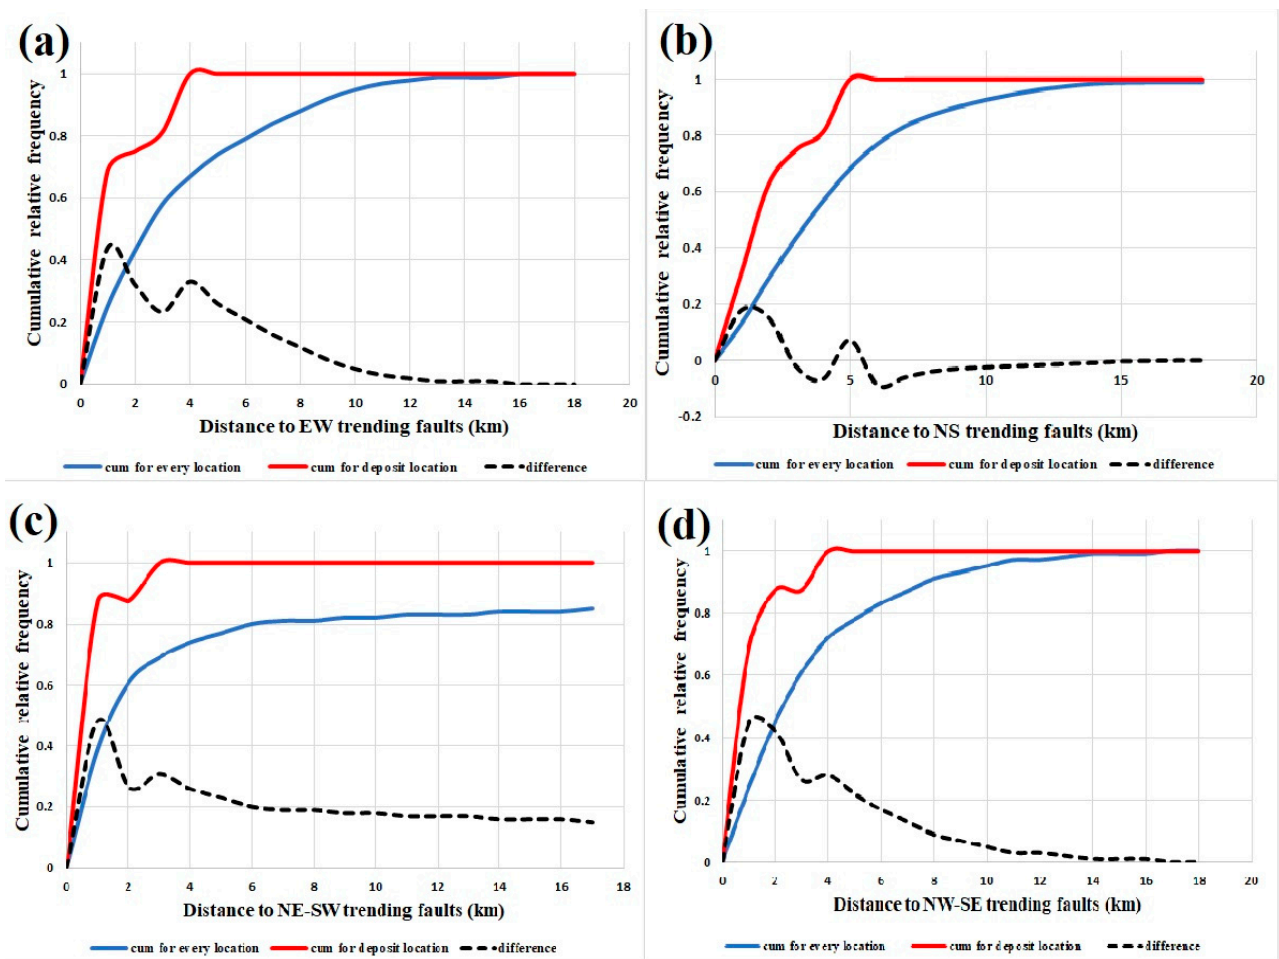 (a)
Cumulative relative frequency
1
0.8
0.6
0.4
0.2
0
0 2 4 6 8 10 12 14 16 18 20
Distance to EW trending faults (km)
cum for every location cum for deposit location difference
(b)
Cumulative relative frequency
1
0.8
0.6
0.4
0.2
0
-0.2
0 5 10 15 20
Distance to NS trending faults (km)
cum for every location cum for deposit location difference
(c)
Cumulative relative frequency
1
0.8
0.6
0.4
0.2
0
0 2 4 6 8 10 12 14 16 18
Distance to NE-SW trending faults (km)
cum for every location cum for deposit location difference
(d)
Cumulative relative frequency
1
0.8
0.6
0.4
0.2
0
0 2 4 6 8 10 12 14 16 18 20
Distance to NW-SE trending faults (km)
cum for every location cum for deposit location difference